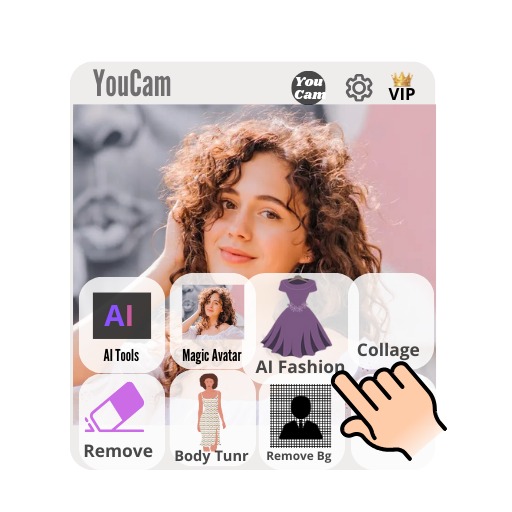 YouCam
You
Cam
VIP
AI
AI Tools
Magic Avatar
AI Fashion
Collage
Remove
Body Tunr
Remove Bg